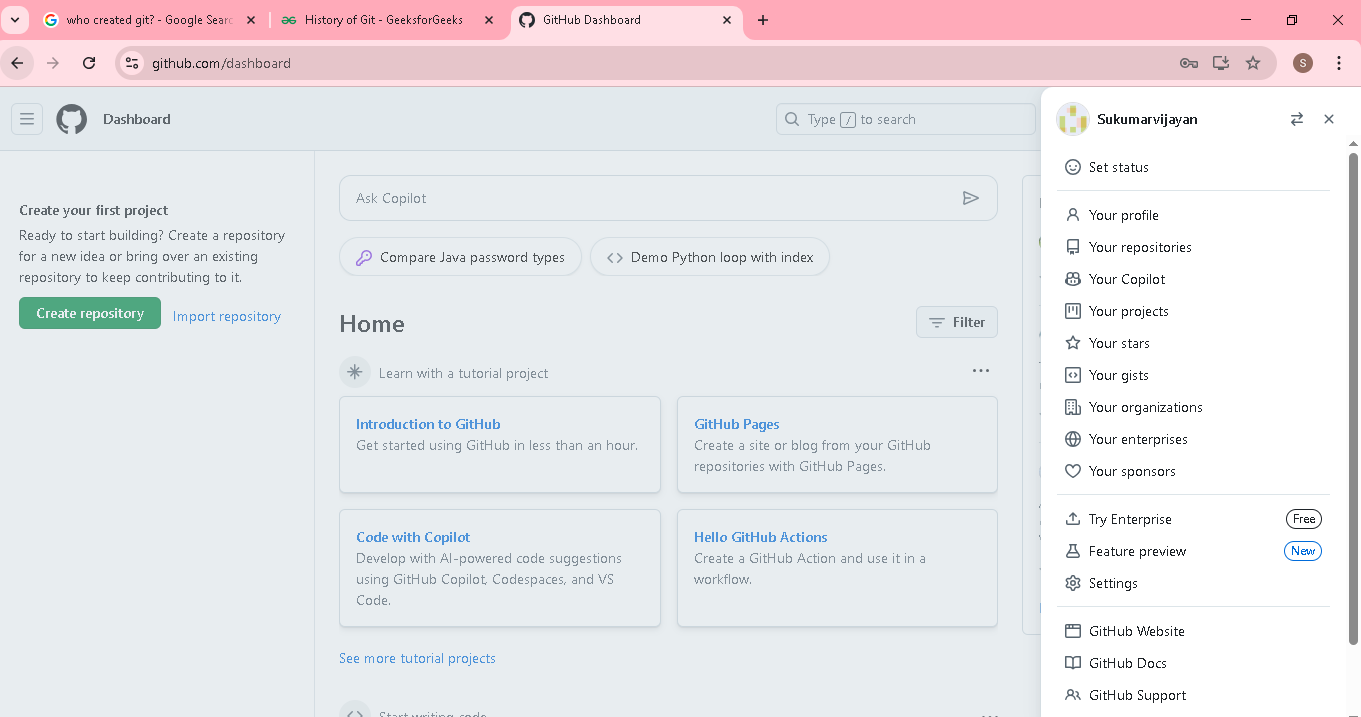 who created git? - Google Searc
History of Git - GeeksforGeeks
GitHub Dashboard
github.com/dashboard
S
Dashboard
Type / to search
Create your first project
Ready to start building? Create a repository
for a new idea or bring over an existing
repository to keep contributing to it.
Create repository
Import repository
Ask Copilot
Compare Java password types
Demo Python loop with index
Home
Filter
Learn with a tutorial project
Introduction to GitHub
Get started using GitHub in less than an hour.
GitHub Pages
Create a site or blog from your GitHub
repositories with GitHub Pages.
Code with Copilot
Develop with AI-powered code suggestions
using GitHub Copilot, Codespaces, and VS
Code.
Hello GitHub Actions
Create a GitHub Action and use it in a
workflow.
See more tutorial projects
Start writing code
Sukumarvijayan
Set status
Your profile
Your repositories
Your Copilot
Your projects
Your stars
Your gists
Your organizations
Your enterprises
Your sponsors
Try Enterprise
Free
Feature preview
New
Settings
GitHub Website
GitHub Docs
GitHub Support